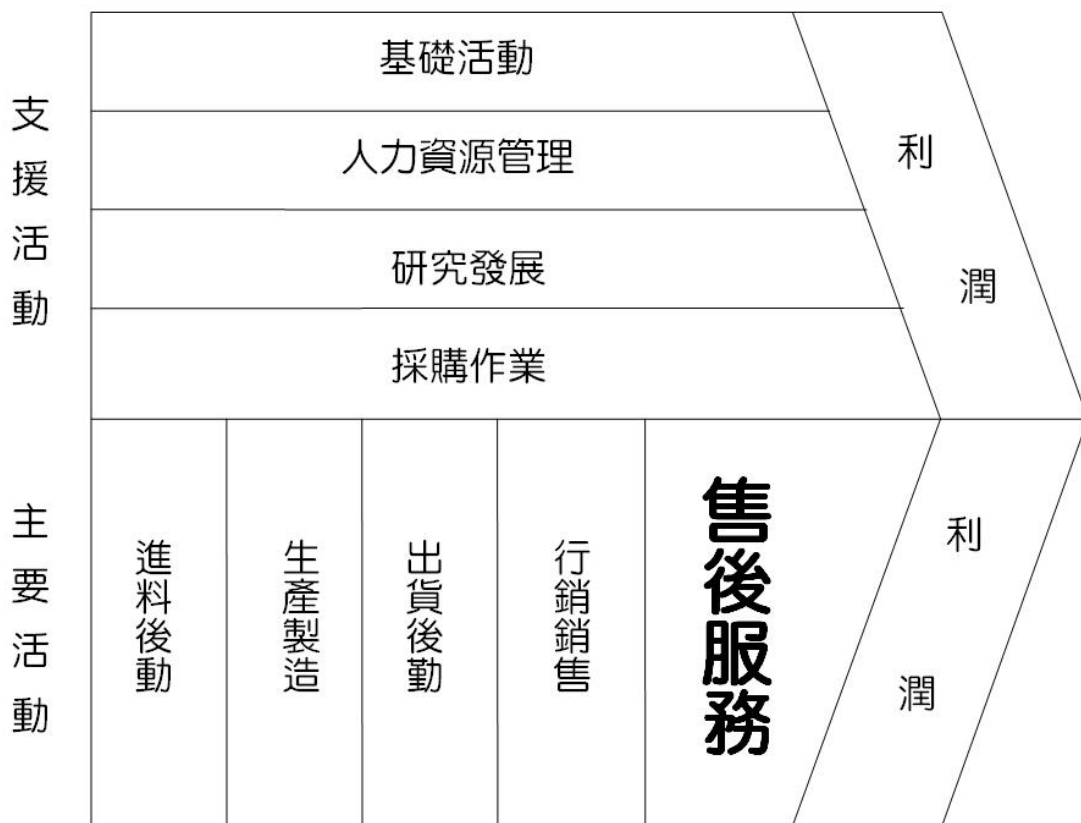 支援活動
基礎活動
人力資源管理
研究發展
採購作業
利潤
主要活動
進料後動
生產製造
出貨後勤
行銷銷售
售後服務
利潤